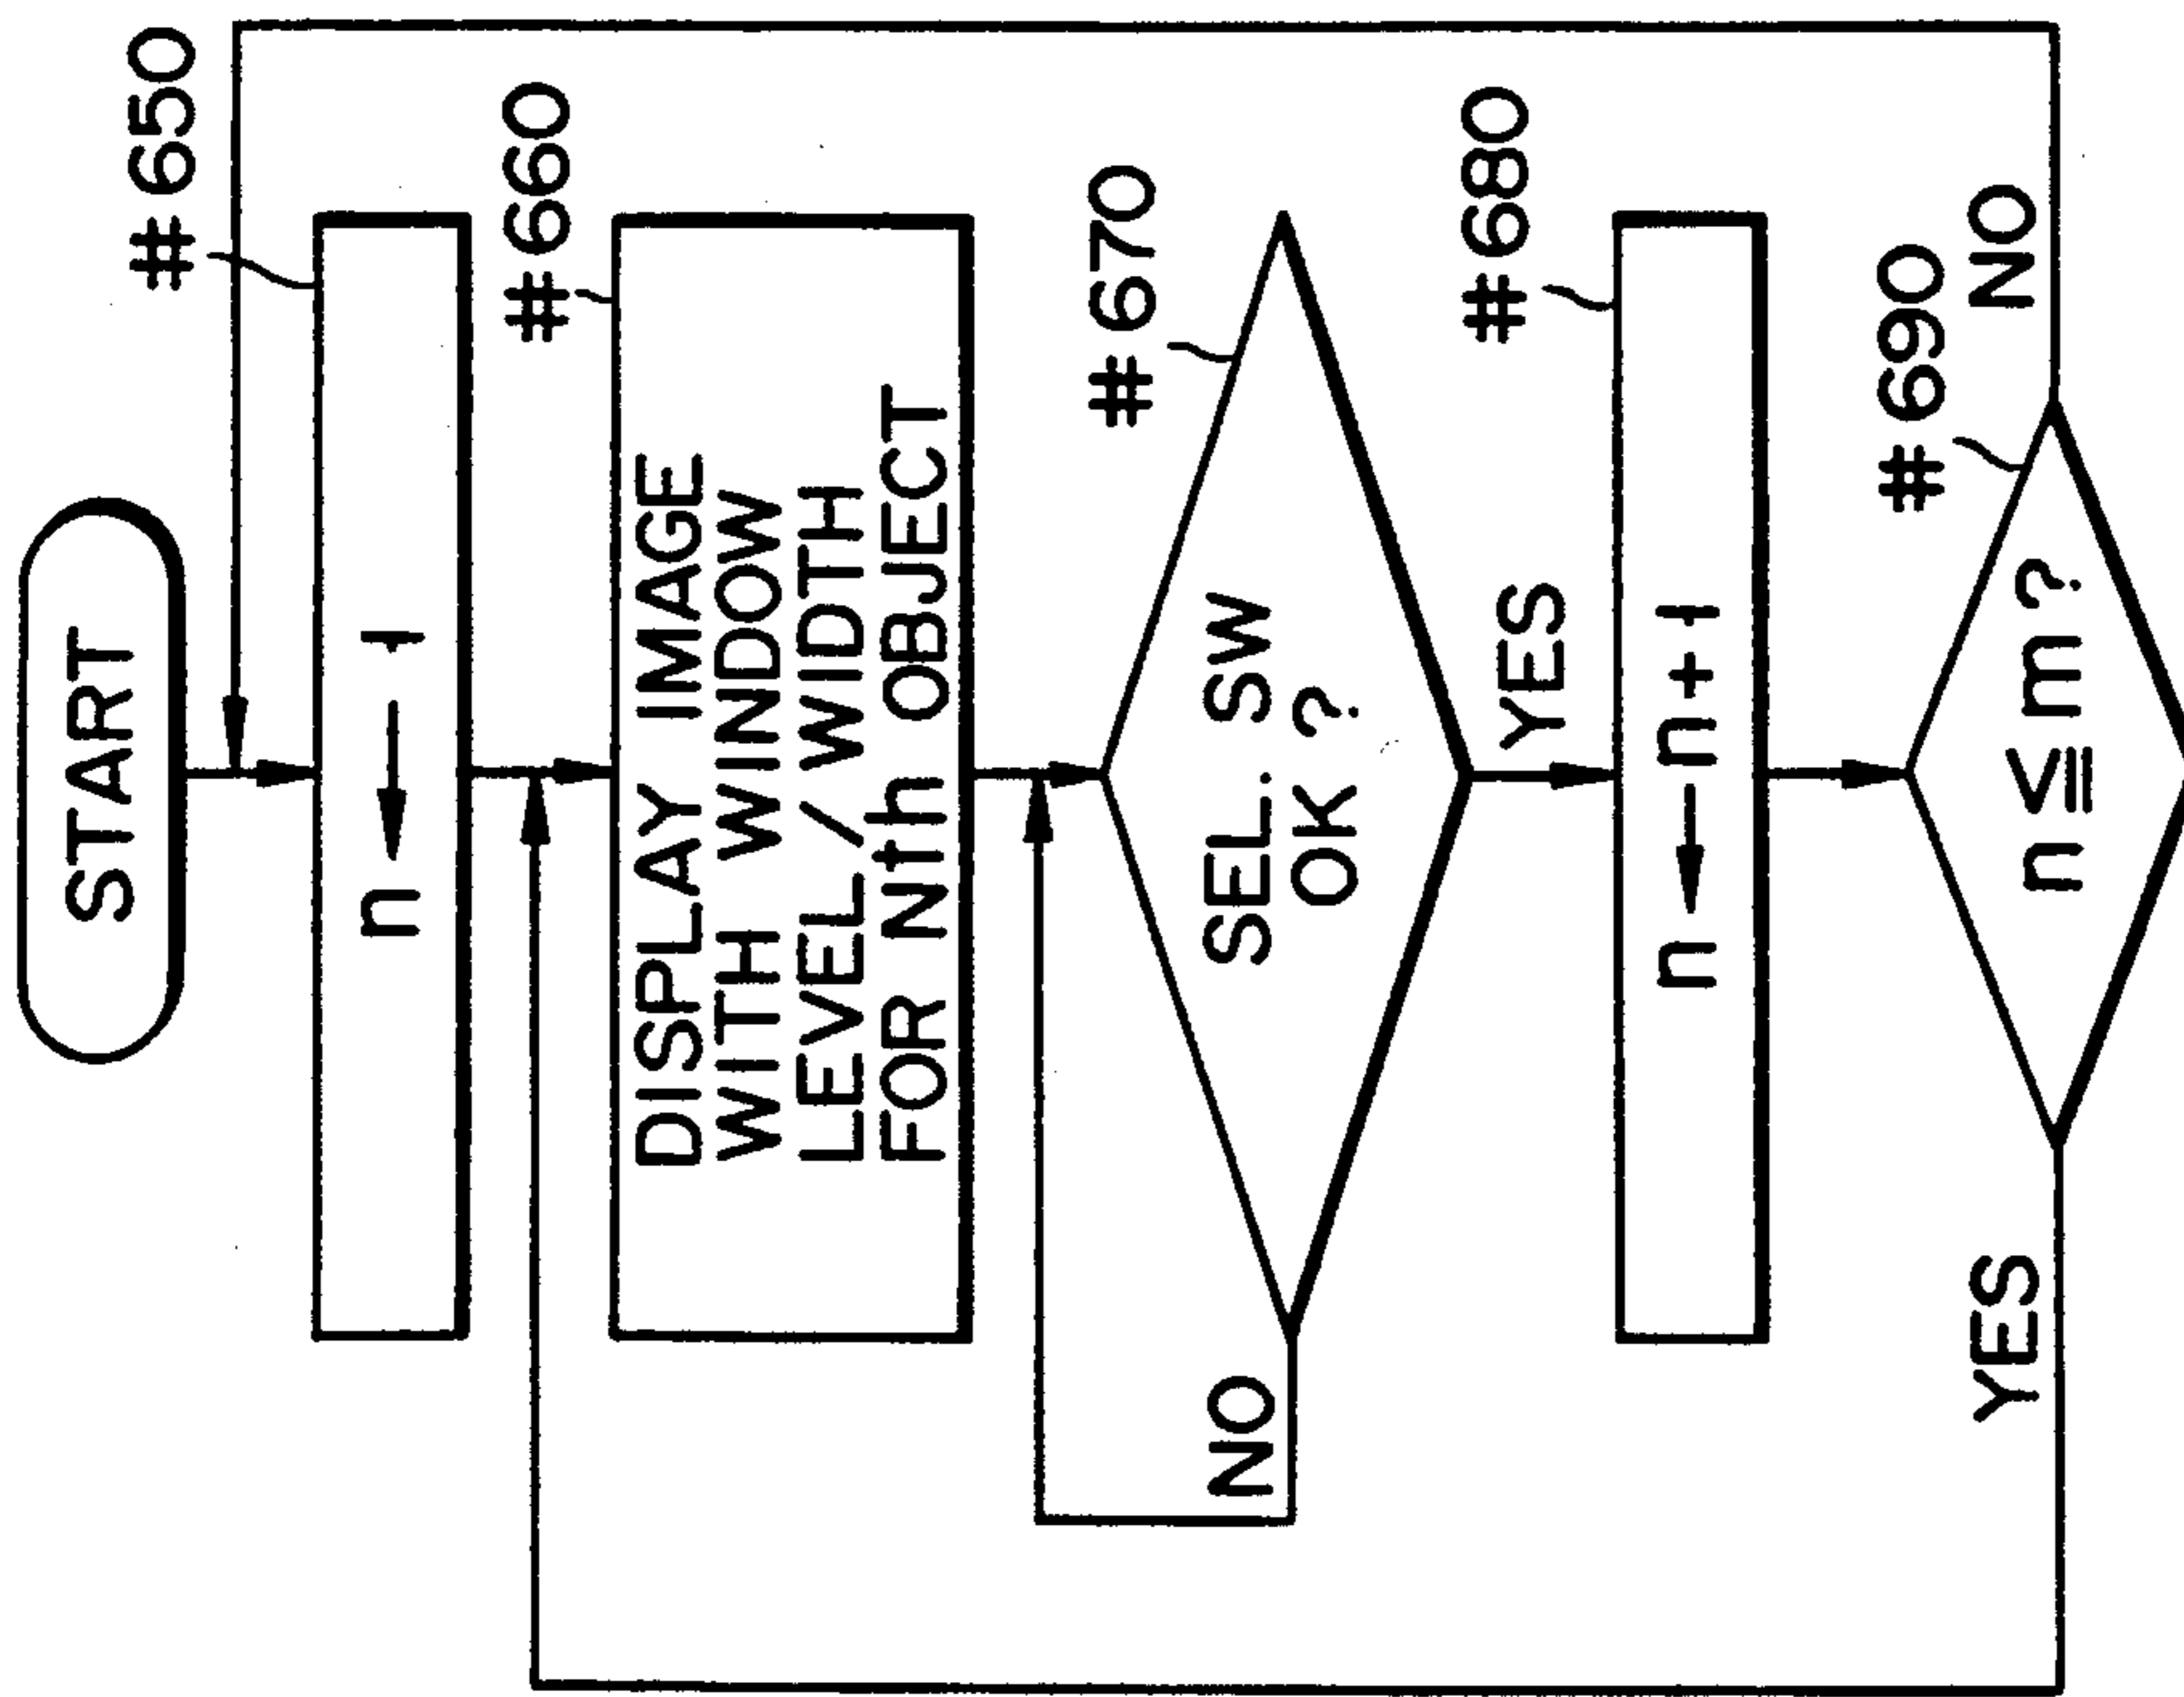 START
# 650
n ← 1
# 660
DISPLAY IMAGE
WITH WINDOW
LEVEL / WIDTH
FOR Nth OBJECT
# 670
SEL. SW
OK ?
NO
YES
# 680
n ← n + 1
# 690
n ≦ m ?
NO
YES